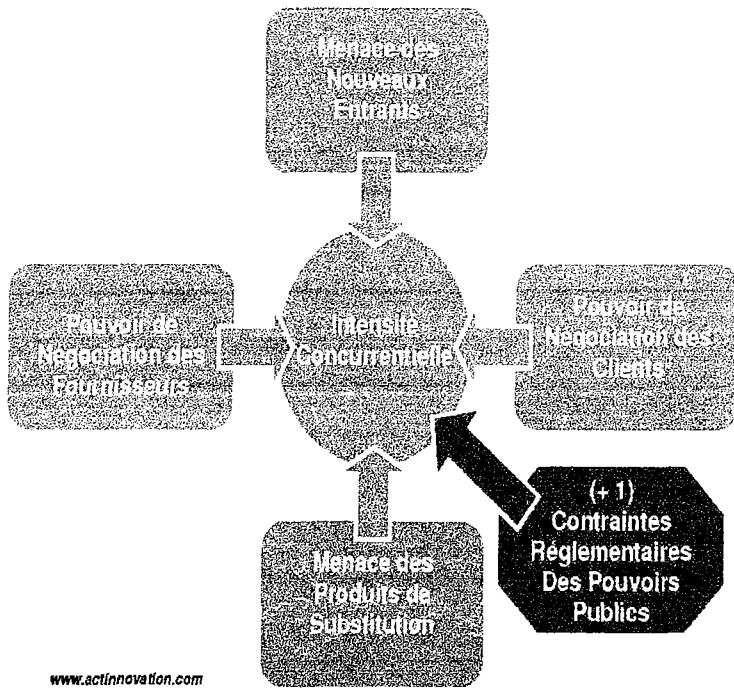 Menace des
Nouveaux
Entrants
Pouvoir de
Négociation des
Fournisseurs
Intensité
Concurrentielle
Pouvoir de
Négociation des
Clients
Menace des
Produits de
Substitution
(+ 1)
Contraintes
Réglementaires
Des Pouvoirs
Publics
www.actinnovation.com